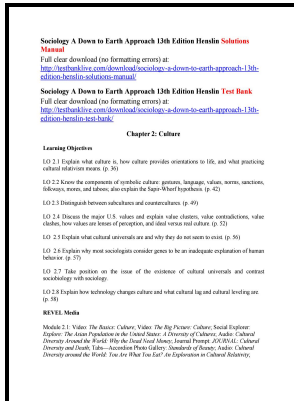 Sociology A Down to Earth Approach 13th Edition Henslin Solutions
Manual
Full clear download (no formatting errors) at:
http://testbanklive.com/download/sociology-a-down-to-earth-approach-13th-
edition-henslin-solutions-manual/
Sociology A Down to Earth Approach 13th Edition Henslin Test Bank
Full clear download (no formatting errors) at:
http://testbanklive.com/download/sociology-a-down-to-earth-approach-13th-
edition-henslin-test-bank/
Chapter 2: Culture
Learning Objectives
LO 2.1 Explain what culture is, how culture provides orientations to life, and what practicing
cultural relativism means. (p. 36)
LO 2.2 Know the components of symbolic culture: gestures, language, values, norms, sanctions,
folkways, mores, and taboos; also explain the Sapir-Whorf hypothesis. (p. 42)
LO 2.3 Distinguish between subcultures and countercultures. (p. 49)
LO 2.4 Discuss the major U.S. values and explain value clusters, value contradictions, value
clashes, how values are lenses of perception, and ideal versus real culture. (p. 52)
LO 2.5 Explain what cultural universals are and why they do not seem to exist. (p. 56)
LO 2.6 Explain why most sociologists consider genes to be an inadequate explanation of human
behavior. (p. 57)
LO 2.7 Take position on the issue of the existence of cultural universals and contrast
sociobiology with sociology.
LO 2.8 Explain how technology changes culture and what cultural lag and cultural leveling are
(p. 58)
REVEL Media
Module 2.1: Video: The Basics: Culture; Video: The Big Picture: Culture; Social Explorer:
Explore: The Asian Population in the United States: A Diversity of Cultures; Audio: Cultural
Diversity Around the World: Why the Dead Need Money; Journal Prompt: JOURNAL: Cultural
Diversity and Death; Tabs—Accordion Photo Gallery: Standards of Beauty; Audio: Cultural
Diversity around the World: You Are What You Eat? An Exploration in Cultural Relativity;